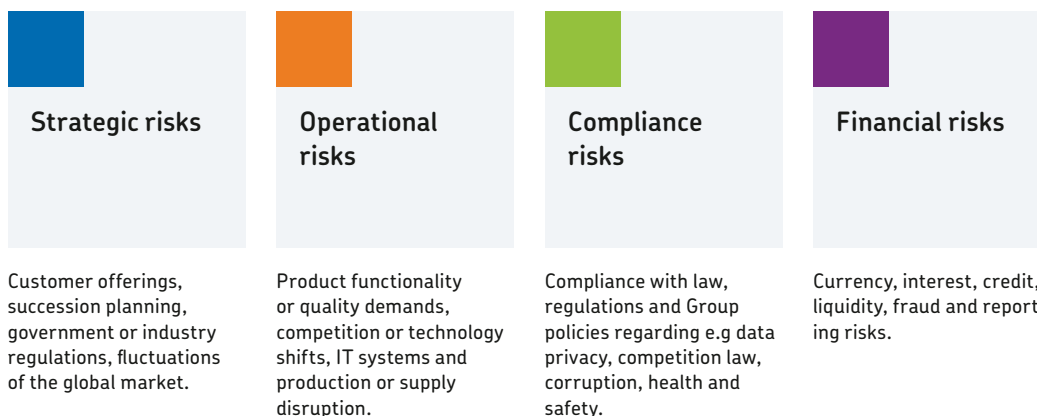 Strategic risks
Operational
risks
Compliance
risks
Financial risks
Customer offerings,
succession planning,
government or industry
regulations, fluctuations
of the global market.
Product functionality
or quality demands,
competition or technology
shifts, IT systems and
production or supply
disruption.
Compliance with law,
regulations and Group
policies regarding e.g data
privacy, competition law,
corruption, health and
safety.
Currency, interest, credit,
liquidity, fraud and report
ing risks.